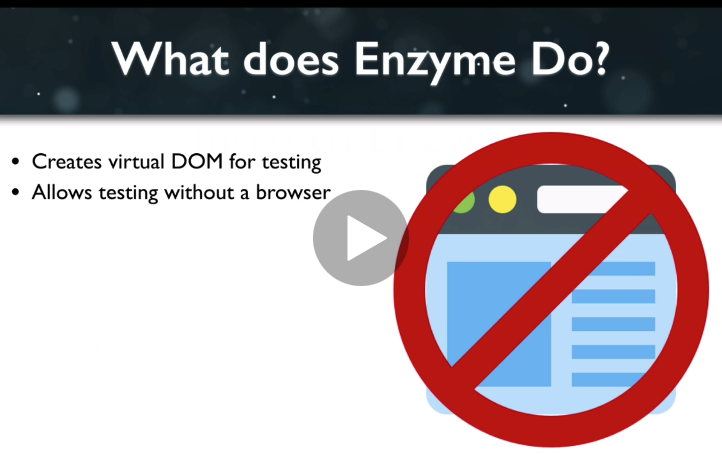 What does Enzyme Do?
• Creates virtual DOM for testing
• Allows testing without a browser